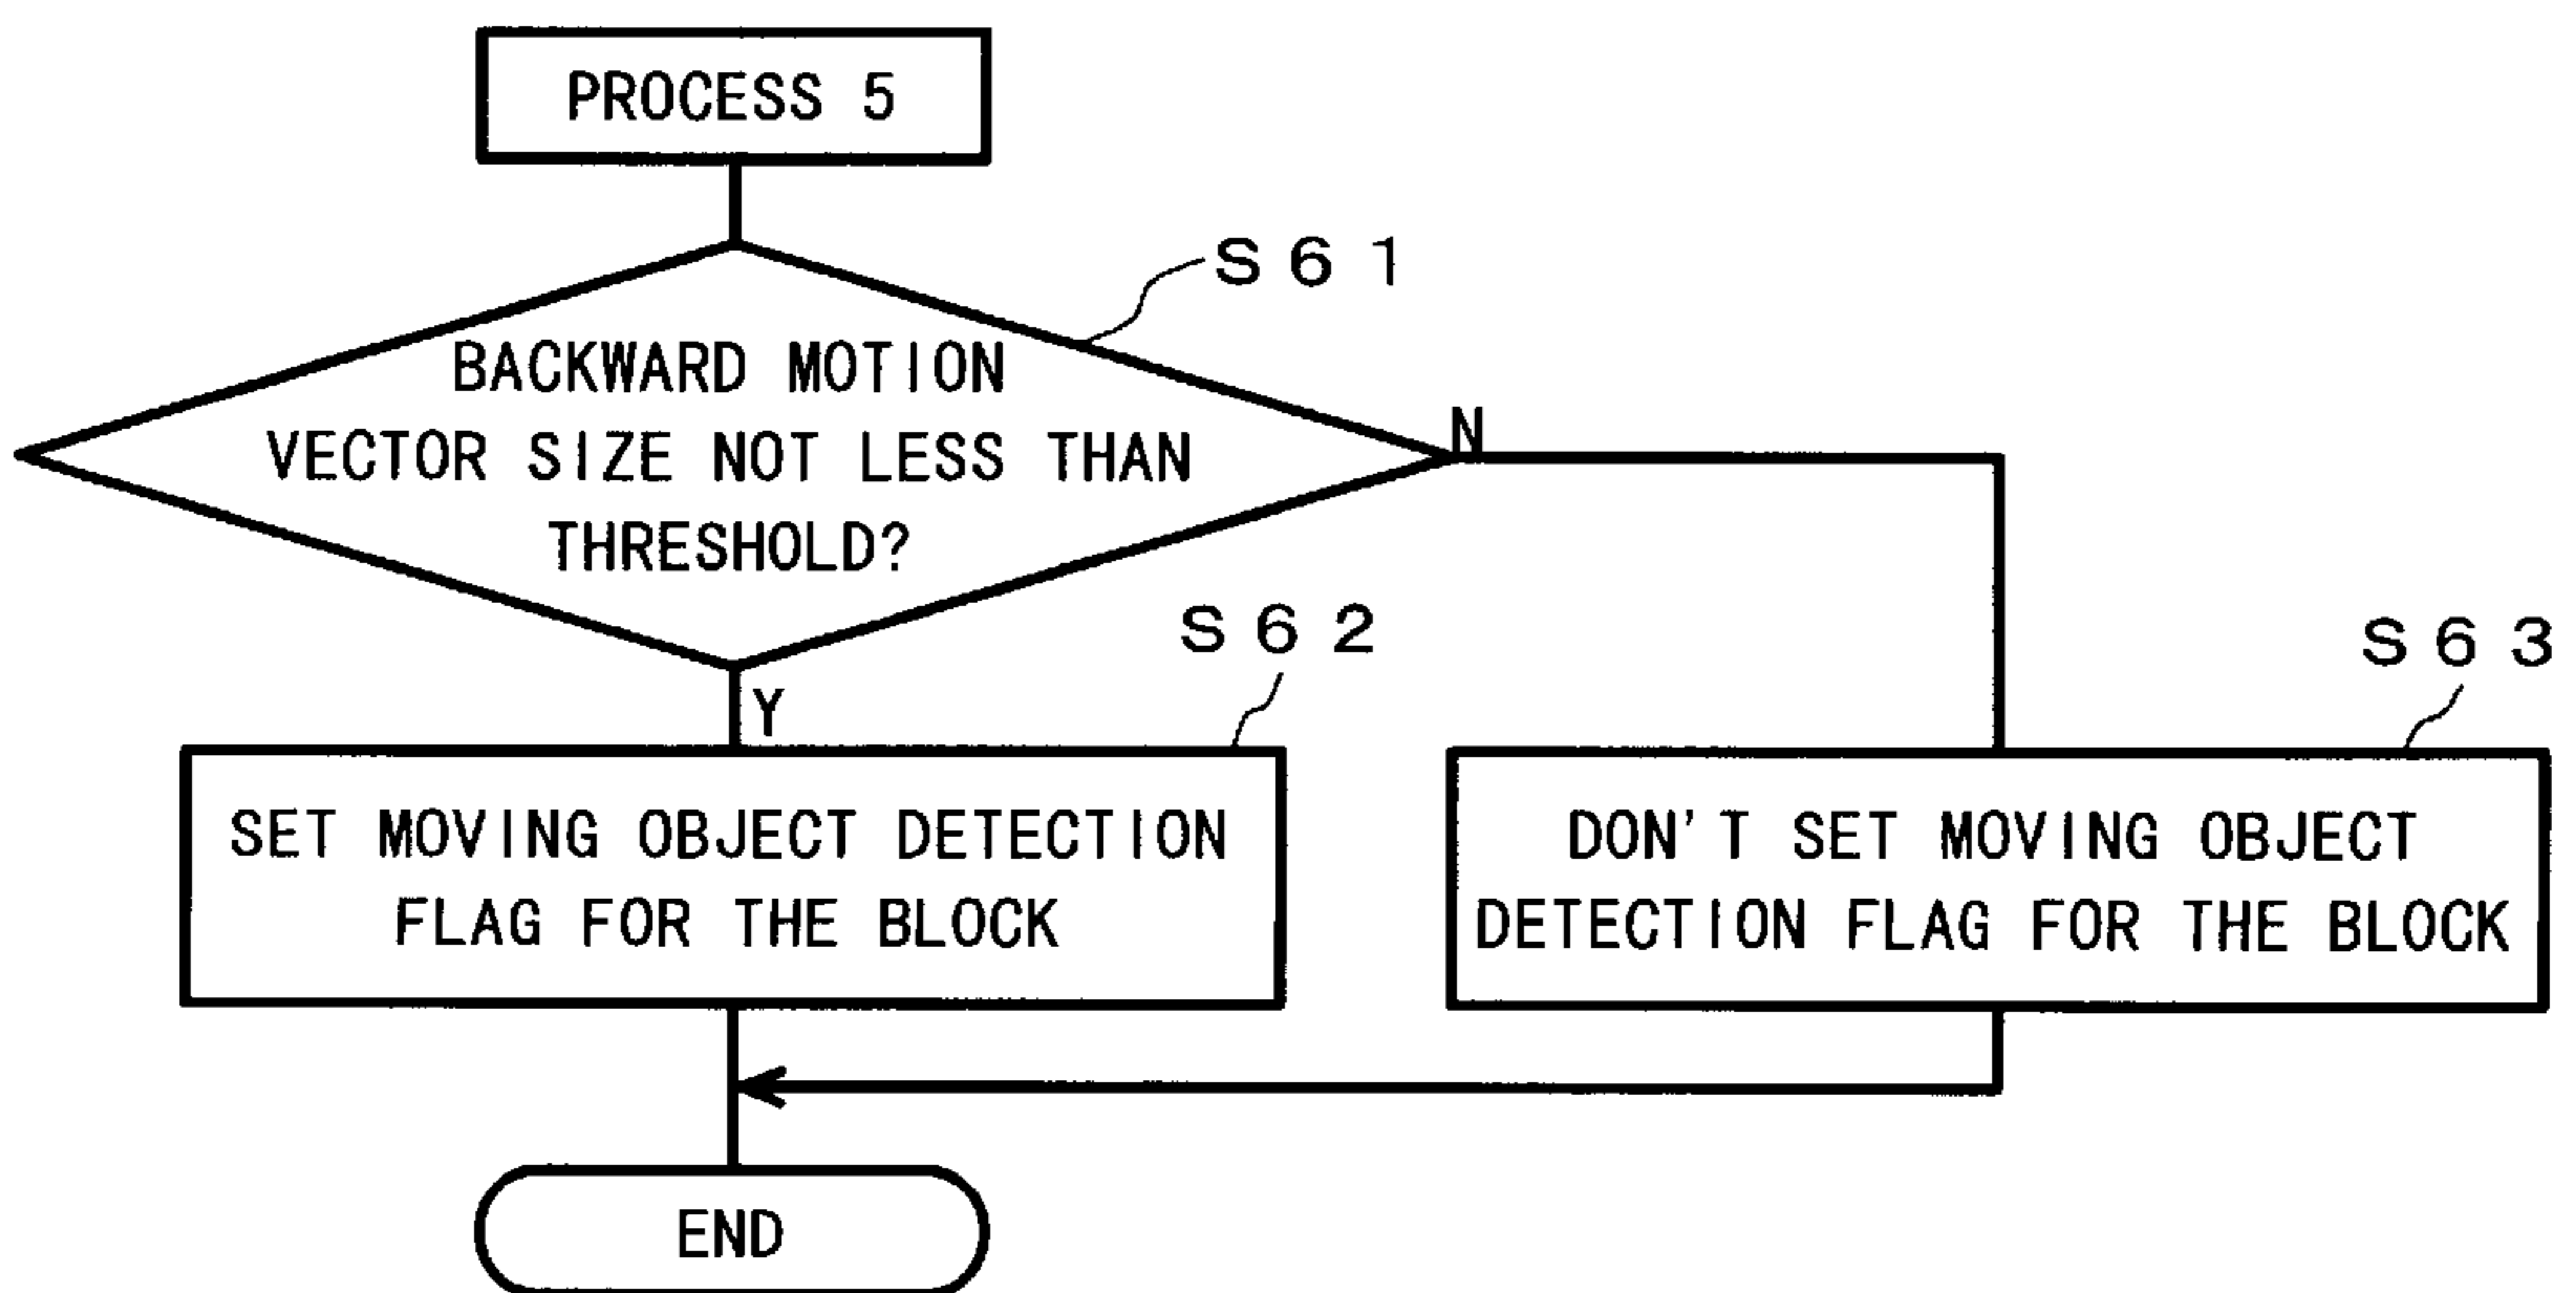 PROCESS 5
S61
BACKWARD MOTION
VECTOR SIZE NOT LESS THAN
THRESHOLD?
N
Y
S62
SET MOVING OBJECT DETECTION
FLAG FOR THE BLOCK
S63
DON'T SET MOVING OBJECT
DETECTION FLAG FOR THE BLOCK
END